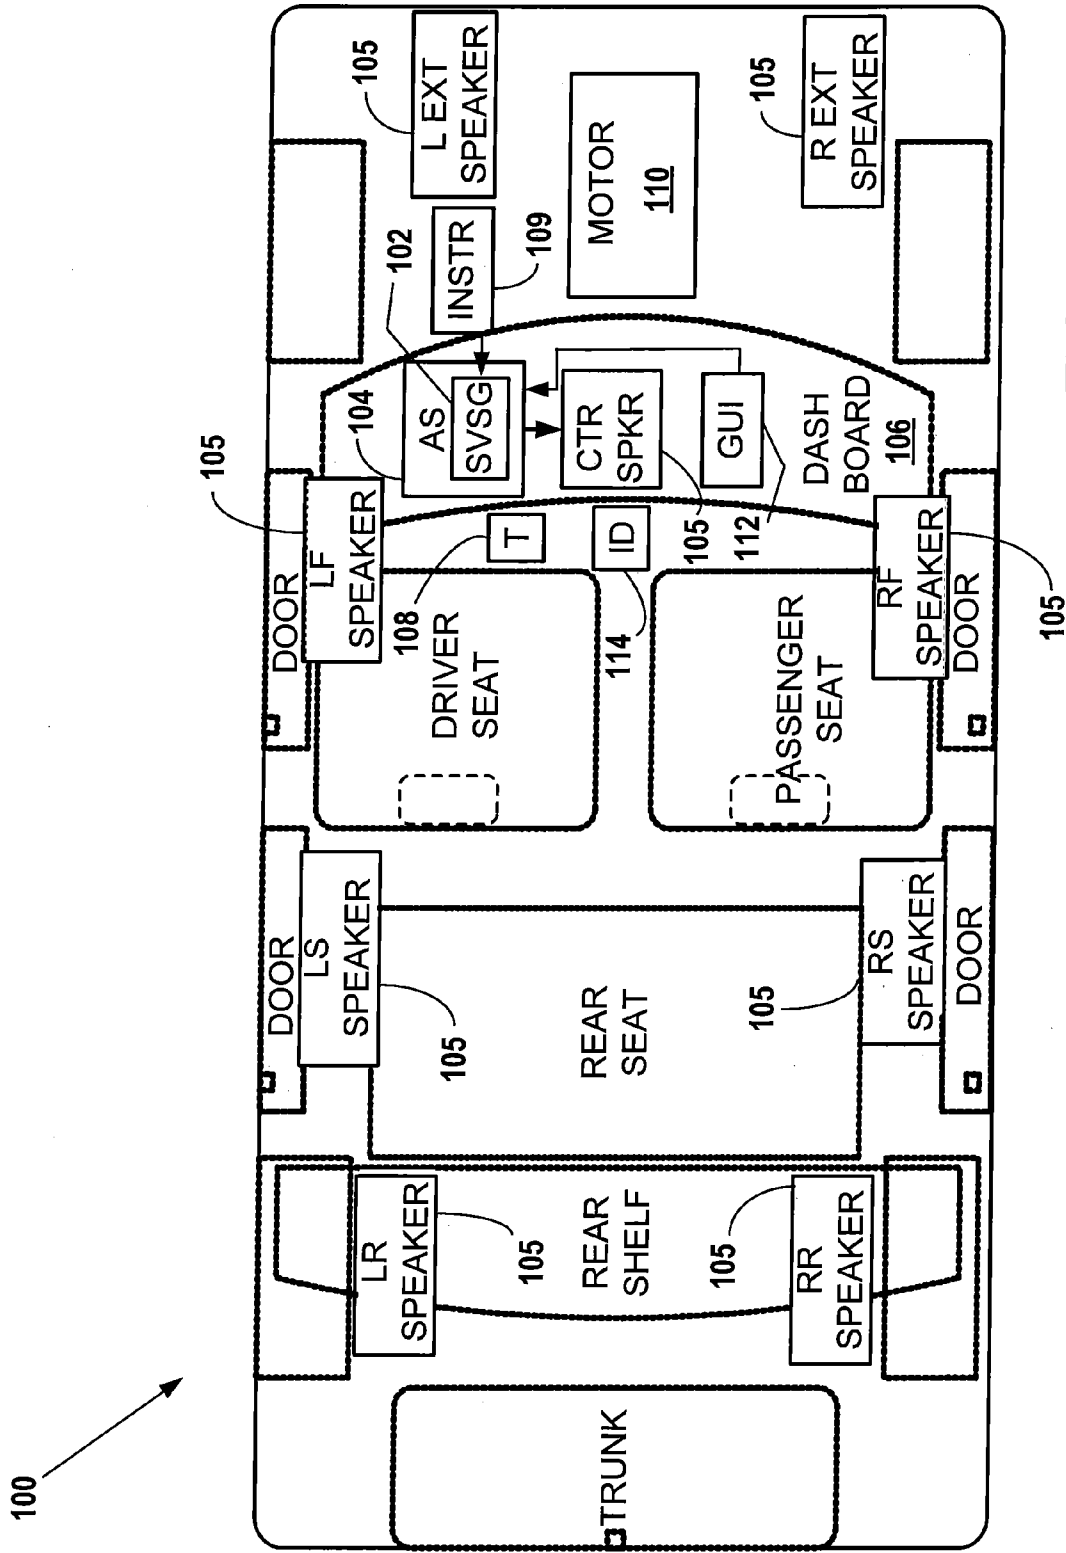 100
105
L EXT
SPEAKER
105
R EXT
SPEAKER
MOTOR
110
INSTR
109
102
104
AS
SVSG
CTR
SPKR
105
GUI
112
DASH
BOARD
106
105
DOOR
LF
SPEAKER
T
108
ID
114
RF
SPEAKER
DOOR
105
DRIVER
SEAT
PASSENGER
SEAT
DOOR
LS
SPEAKER
105
REAR
SEAT
105
RS
SPEAKER
DOOR
LR
SPEAKER
105
REAR
SHELF
105
RR
SPEAKER
TRUNK